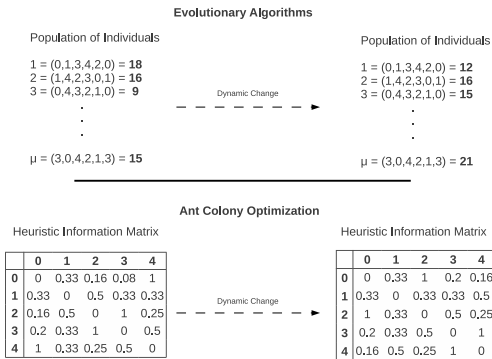 Evolutionary Algorithms
Population of Individuals
1 = (0,1,3,4,2,0) = 18
2 = (1,4,2,3,0,1) = 16
3 = (0,4,3,2,1,0) = 9
.
.
.
μ = (3,0,4,2,1,3) = 15
Dynamic Change
Population of Individuals
1 = (0,1,3,4,2,0) = 12
2 = (1,4,2,3,0,1) = 16
3 = (0,4,3,2,1,0) = 15
.
.
.
μ = (3,0,4,2,1,3) = 21
Ant Colony Optimization
Heuristic Information Matrix
0 1 2 3 4
0 0 0.33 0.16 0.08 1
1 0.33 0 0.5 0.33 0.33
2 0.16 0.5 0 1 0.25
3 0.2 0.33 1 0 0.5
4 1 0.33 0.25 0.5 0
Dynamic Change
Heuristic Information Matrix
0 1 2 3 4
0 0 0.33 1 0.2 0.16
1 0.33 0 0.33 0.33 0.5
2 1 0.33 0 0.5 0.25
3 0.2 0.33 0.5 0 1
4 0.16 0.5 0.25 1 0